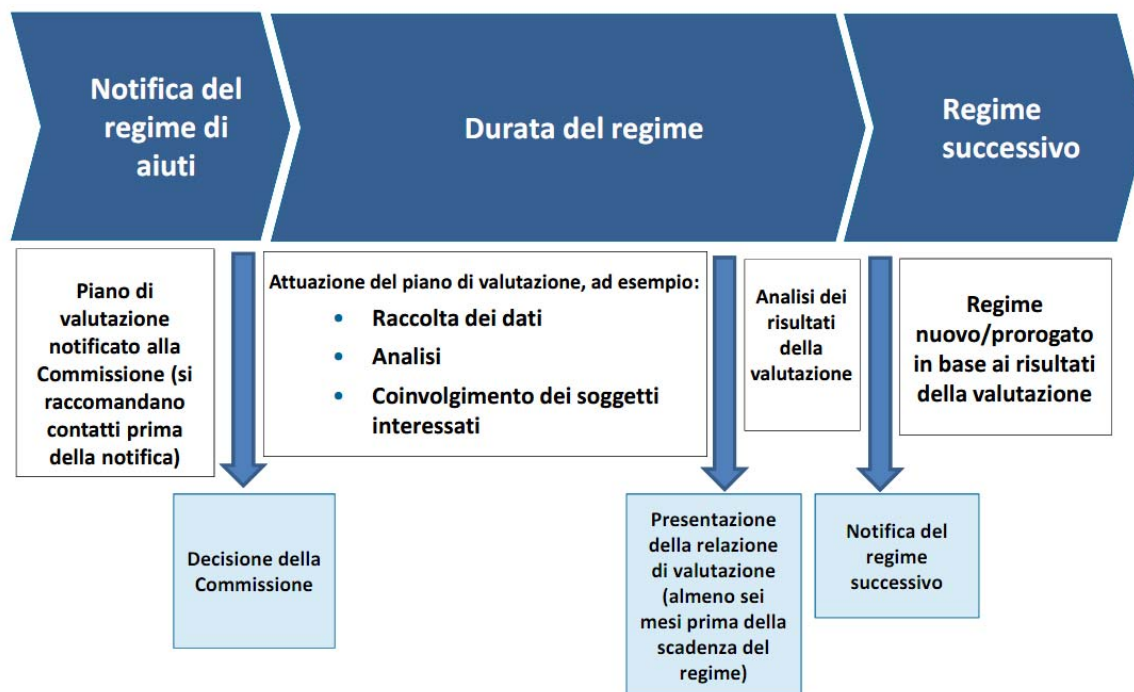 Notifica del
regime di
aiuti
Durata del regime
Regime
successivo
Piano di
valutazione
notificato alla
Commissione (si
raccomandano
contatti prima
della notifica)
Attuazione del piano di valutazione, ad esempio:
• Raccolta dei dati
• Analisi
• Coinvolgimento dei soggetti
interessati
Analisi dei
risultati
della
valutazione
Regime
nuovo/prorogato
in base ai risultati
della valutazione
Decisione della
Commissione
Presentazione
della relazione
di valutazione
(almeno sei
mesi prima della
scadenza del
regime)
Notifica del
regime
successivo